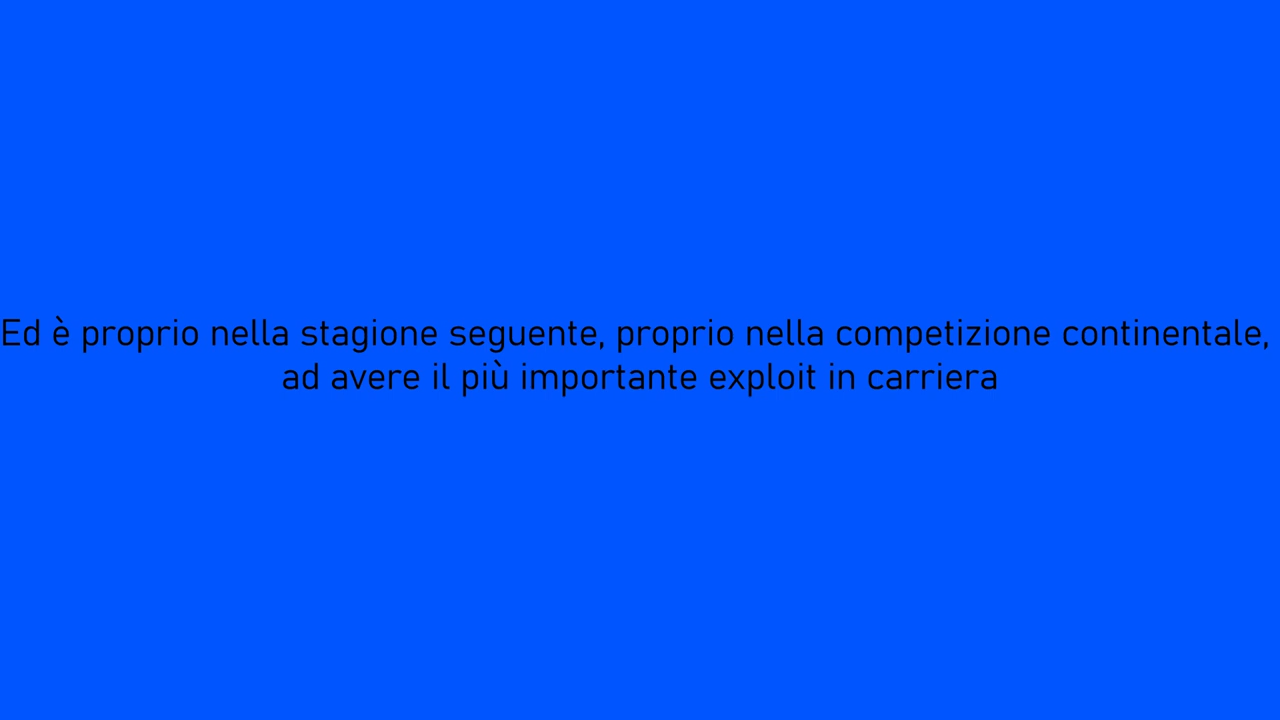 Ed è proprio nella stagione seguente, proprio nella competizione continentale,
ad avere il più importante exploit in carriera